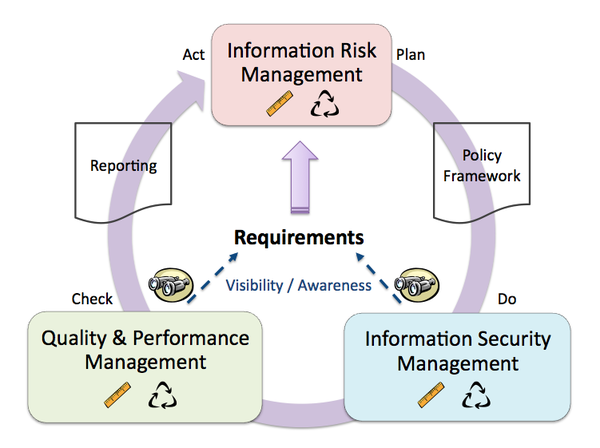 Act
Information Risk
Management
Plan
Reporting
Policy
Framework
Requirements
Visibility / Awareness
Check
Do
Quality & Performance
Management
Information Security
Management